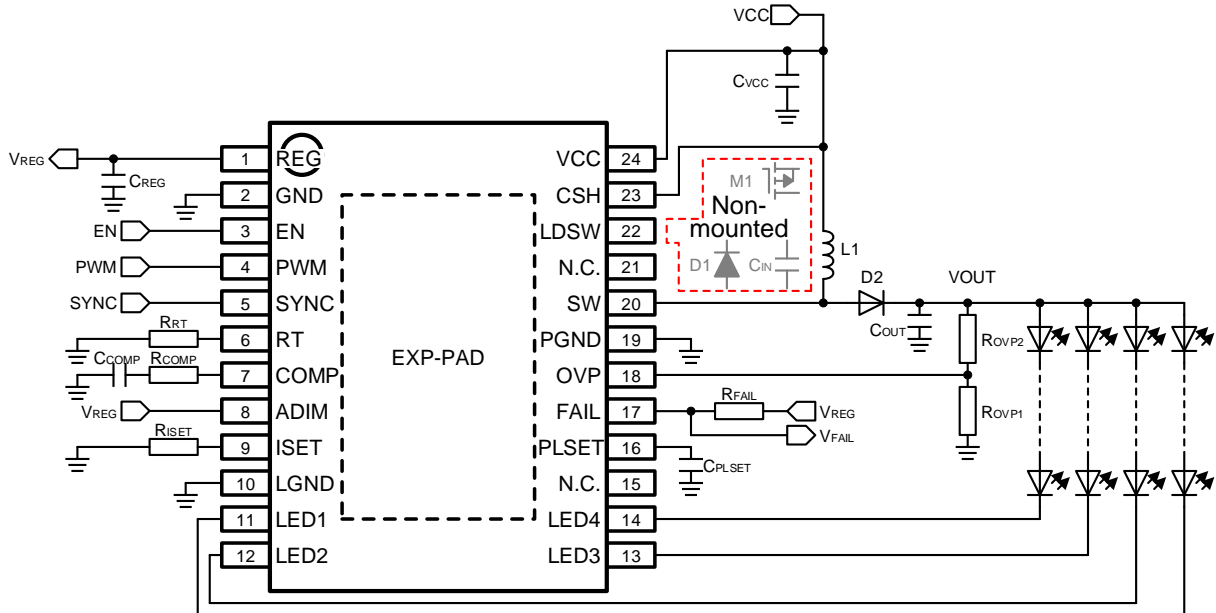 VCC
CVCC
VREG
CREG
1
REG
VCC
24
2
GND
CSH
23
M1
Non-
mounted
EN
3
EN
LDSW
22
PWM
4
PWM
N.C.
21
D1
CIN
L1
SYNC
5
SYNC
SW
20
D2
VOUT
RRT
6
RT
EXP-PAD
PGND
19
COUT
ROVP2
CCOMP
RCOMP
7
COMP
OVP
18
VREG
8
ADIM
FAIL
17
RFAIL
VREG
ROVP1
VFAIL
RISET
9
ISET
PLSET
16
CPLSET
10
LGND
N.C.
15
11
LED1
LED4
14
12
LED2
LED3
13